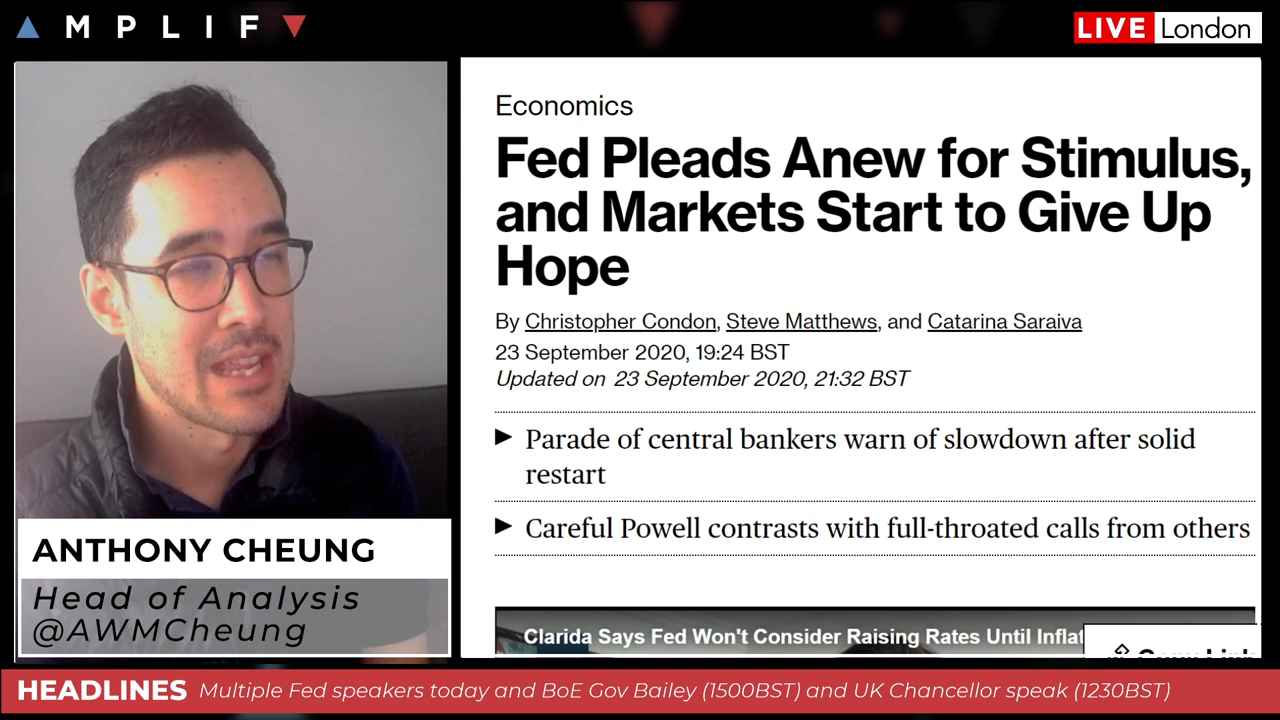 MPLIF
LIVE London
Economics
Fed Pleads Anew for Stimulus,
and Markets Start to Give Up
Hope
By Christopher Condon, Steve Matthews, and Catarina Saraiva
23 September 2020, 19:24 BST
Updated on 23 September 2020, 21:32 BST
Parade of central bankers warn of slowdown after solid
restart
Careful Powell contrasts with full-throated calls from others
Clarida Says Fed Won't Consider Raising Rates Until Inflat
Copy Link
ANTHONY CHEUNG
Head of Analysis
@AWMCheung
HEADLINES Multiple Fed speakers today and BoE Gov Bailey (1500BST) and UK Chancellor speak (1230BST)